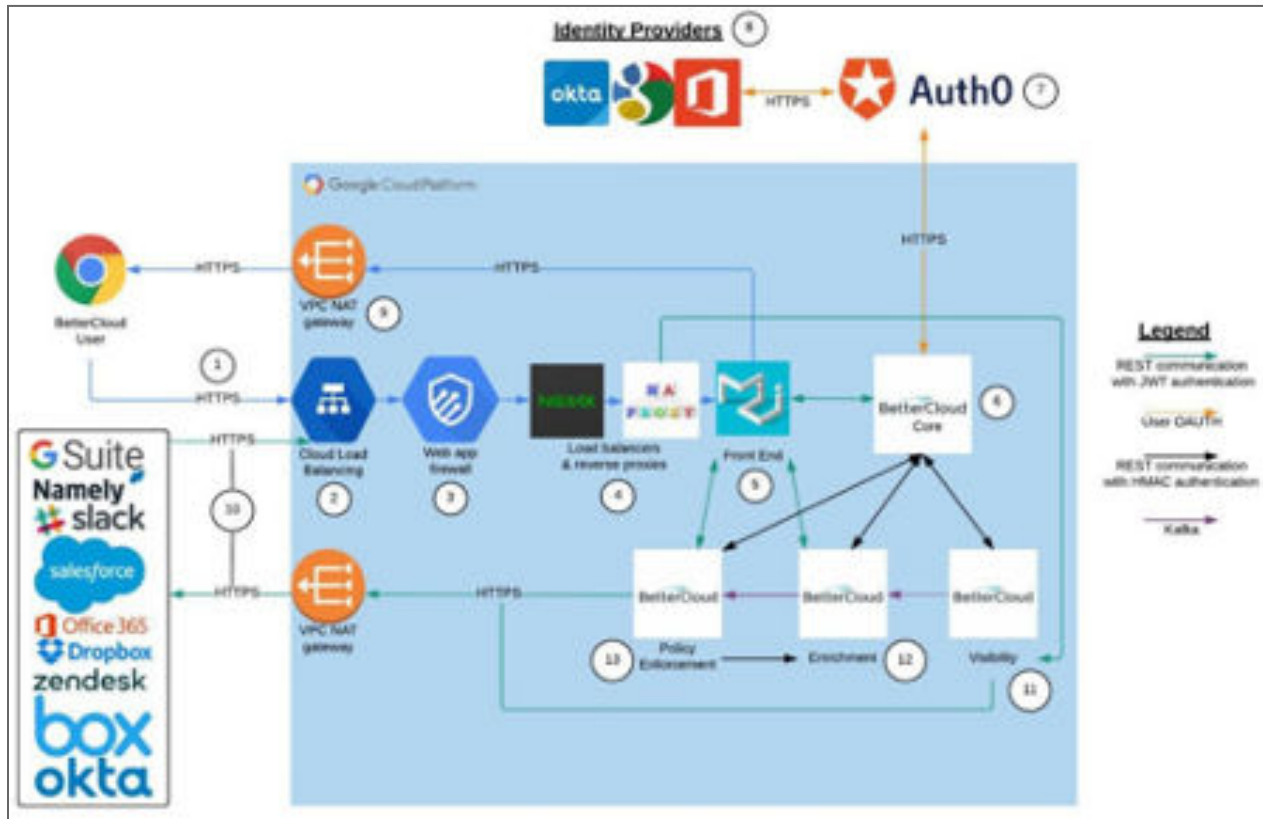 Identity Providers
8
okta
HTTPS
Auth0
7
Google Cloud Platform
HTTPS
HTTPS
HTTPS
BetterCloud
User
VPC NAT
gateway
9
1
HTTPS
Legend
REST communication
with JWT authentication
User OAUTH
REST communication
with HMAC authentication
Kafka
NGINX
HA
PROXY
BetterCloud
Core
6
Cloud Load
Balancing
2
Web app
firewall
3
Load balancers
& reverse proxies
4
Front End
5
HTTPS
10
HTTPS
G Suite
Namely
slack
salesforce
Office 365
Dropbox
zendesk
box
okta
VPC NAT
gateway
HTTPS
BetterCloud
BetterCloud
BetterCloud
13
Policy
Enforcement
Enrichment
12
Visibility
11